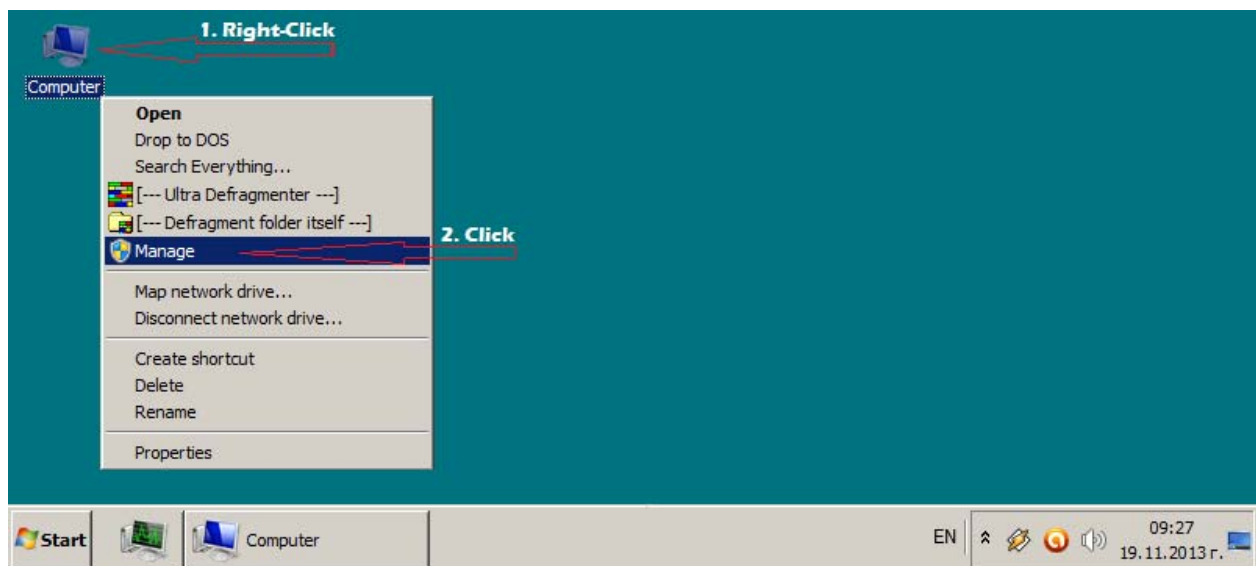 1. Right-Click
Computer
Open
Drop to DOS
Search Everything...
[--- Ultra Defragmenter ---]
[--- Defragment folder itself ---]
Manage
2. Click
Map network drive...
Disconnect network drive...
Create shortcut
Delete
Rename
Properties
Start
Computer
EN
09:27
19.11.2013 г.